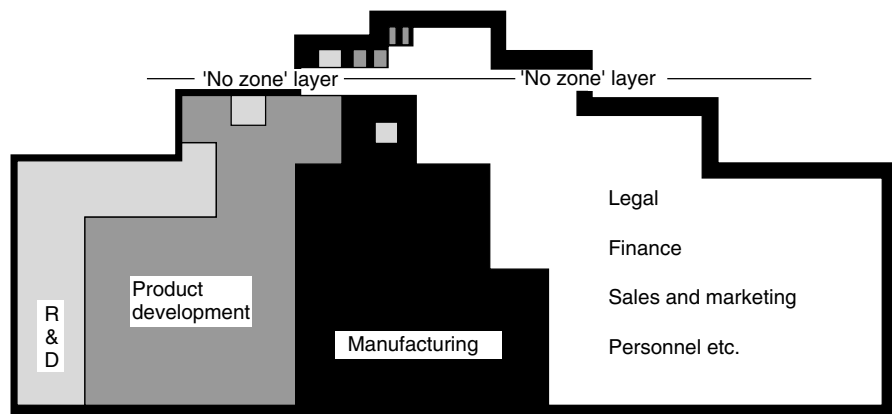 'No zone' layer
'No zone' layer
Legal
Finance
Sales and marketing
Personnel etc.
Product
development
R
&
D
Manufacturing